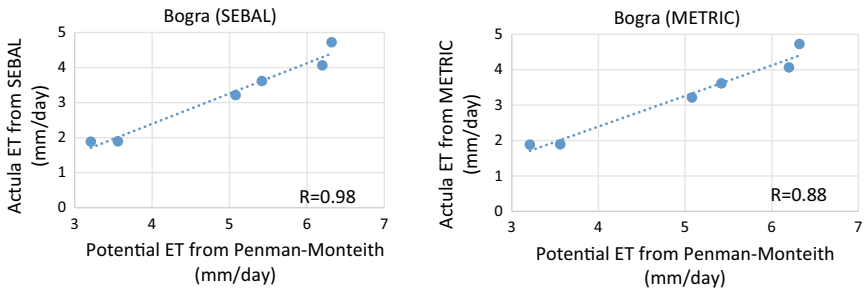 Bogra (SEBAL)
Actula ET from SEBAL
(mm/day)
5
4
3
2
1
0
R=0.98
3 4 5 6 7
Potential ET from Penman-Monteith
(mm/day)
Bogra (METRIC)
Actula ET from METRIC
(mm/day)
5
4
3
2
1
0
R=0.88
3 4 5 6 7
Potential ET from Penman-Monteith
(mm/day)